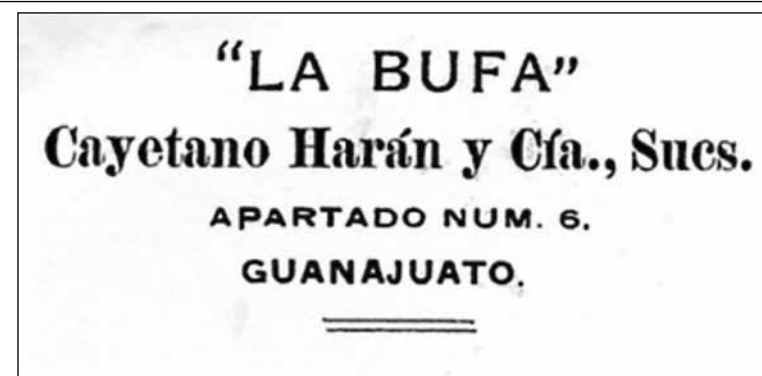 “LA BUFA”
Cayetano Harán y Cía., Sucs.
APARTADO NUM. 6.
GUANAJUATO.